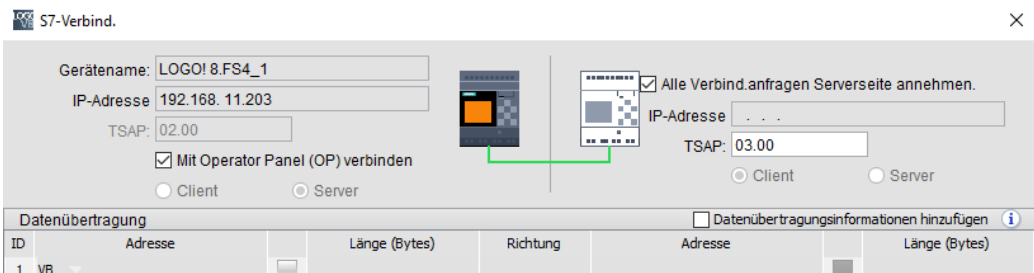 S7-Verbind.
Gerätename: LOGO! 8.FS4_1
IP-Adresse 192.168. 11.203
TSAP: 02.00
Mit Operator Panel (OP) verbinden
Client Server
Alle Verbind.anfragen Serverseite annehmen.
IP-Adresse . . .
TSAP: 03.00
Client Server
Datenübertragung Datenübertragungsinformationen hinzufügen i
ID Adresse Länge (Bytes) Richtung Adresse Länge (Bytes)
1 VB